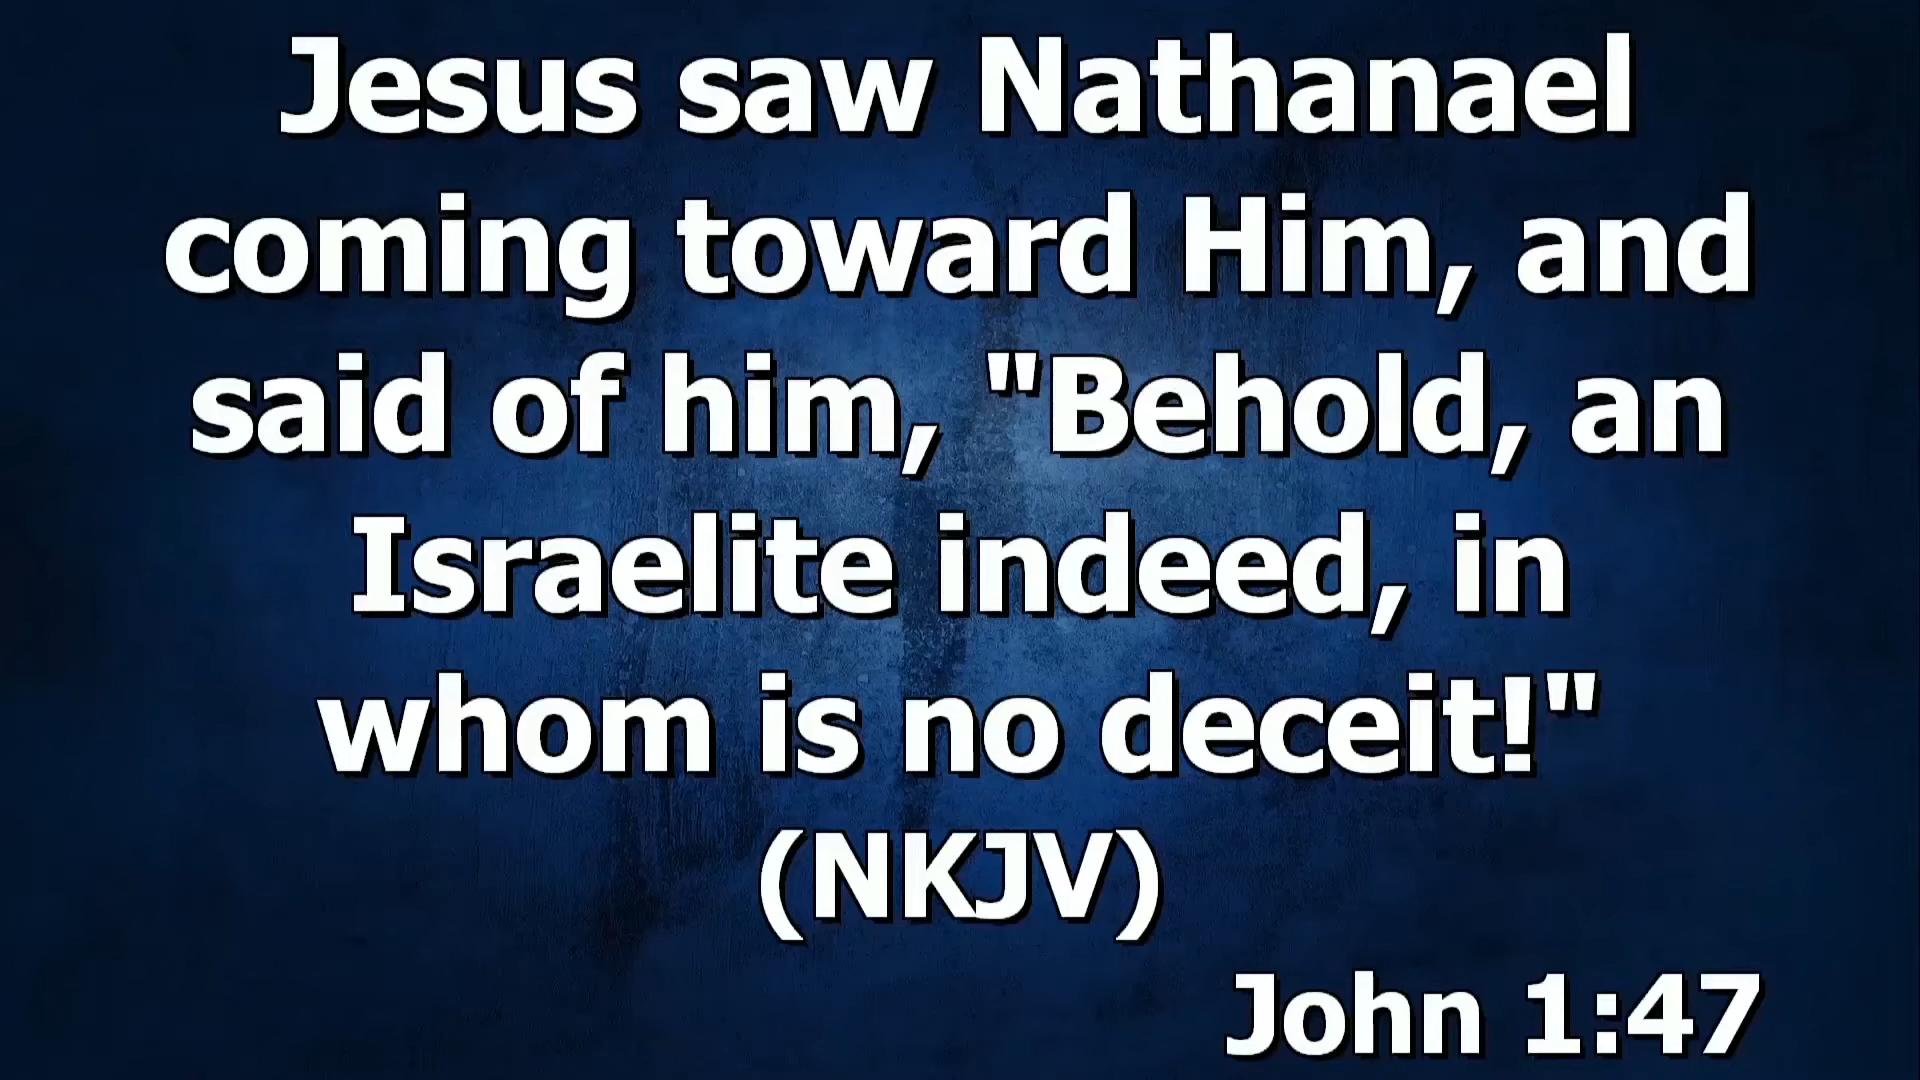 Jesus saw Nathanael
coming toward Him, and
said of him, "Behold, an
Israelite indeed, in
whom is no deceit!"
(NKJV)
John 1:47